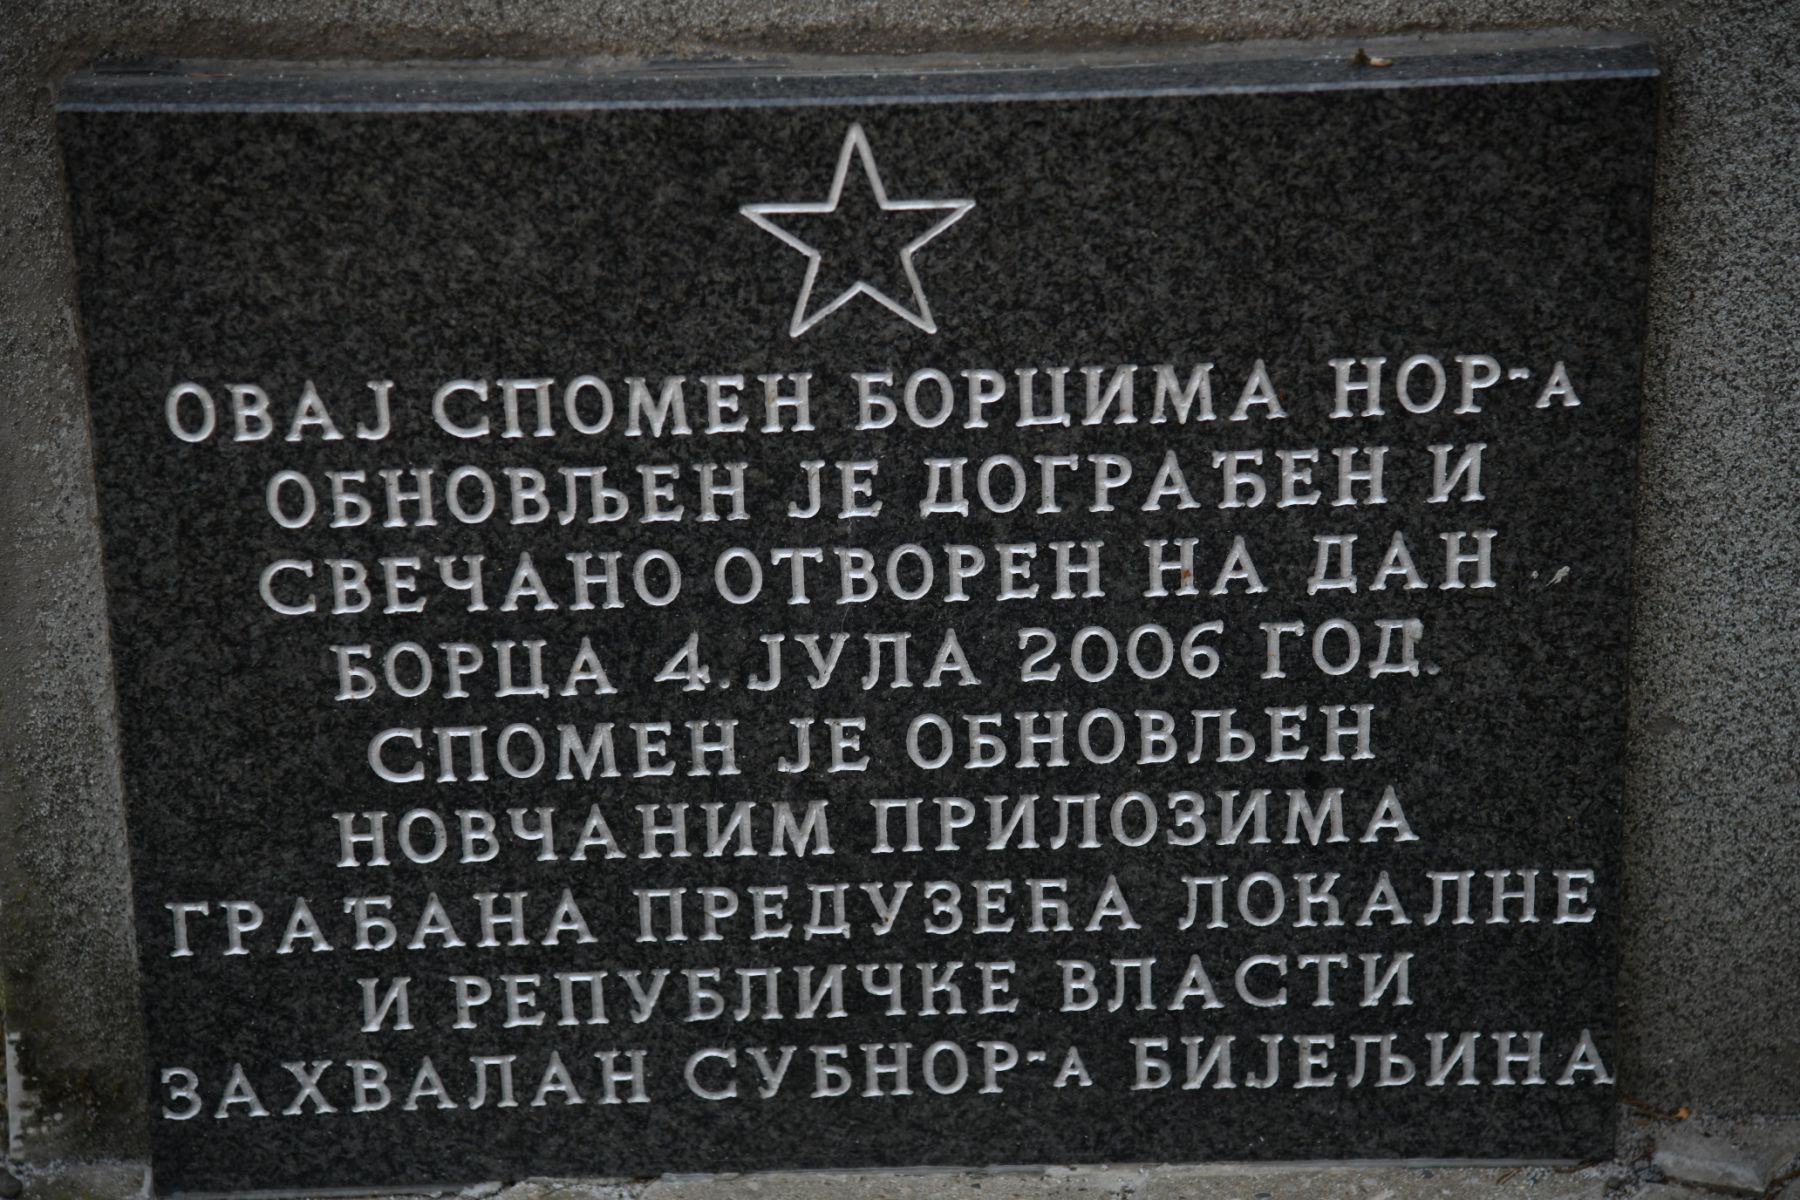 ОВАЈ СПОМЕН БОРЦИМА НОР-А
ОБНОВЉЕН ЈЕ ДОГРАЂЕН И
СВЕЧАНО ОТВОРЕН НА ДАН
БОРЦА 4. ЈУЛА 2006 ГОД.
СПОМЕН ЈЕ ОБНОВЉЕН
НОВЧАНИМ ПРИЛОЗИМА
ГРАЂАНА ПРЕДУЗЕЋА ЛОКАЛНЕ
И РЕПУБЛИЧКЕ ВЛАСТИ
ЗАХВАЛАН СУБНОР-А БИЈЕЉИНА